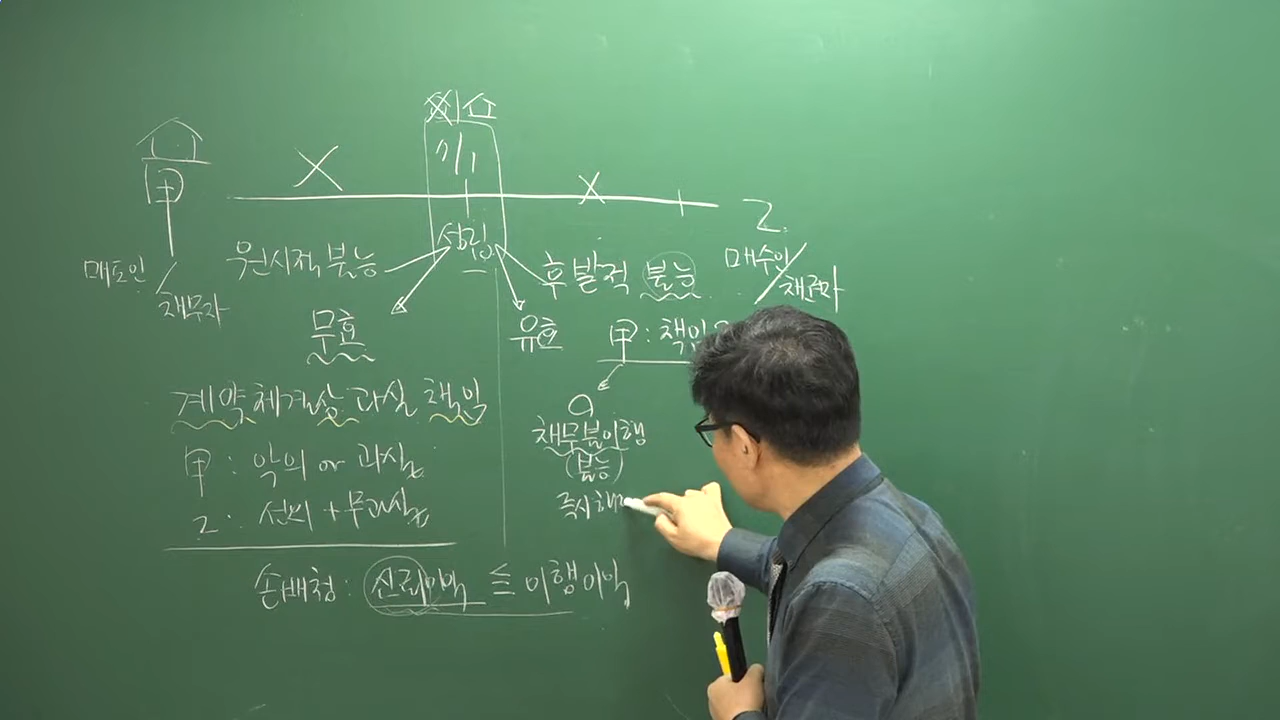 甲
7/1
성립
乙
매도인
채무자
원시적 불능
후발적 불능
매수인
채권자
무효
유효
甲: 책임
계약체결상 과실 책임
채무불이행
(불능)
甲: 악의 or 과실
즉시해
乙: 선의 + 무과실
손배청: 신뢰이익 ≦ 이행이익